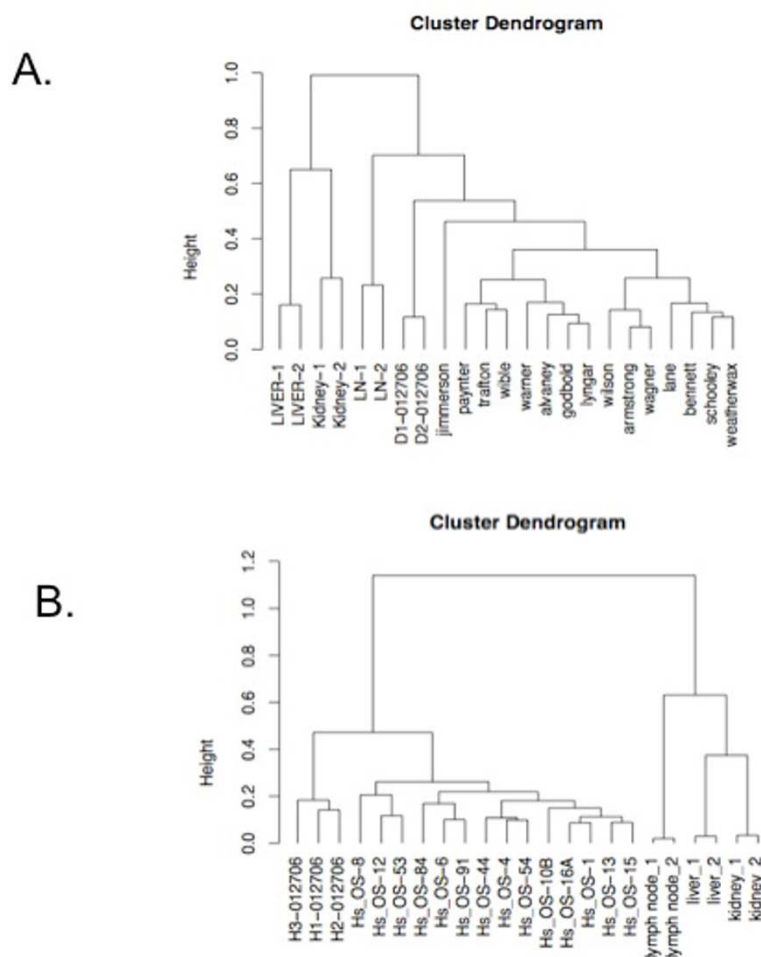 Cluster Dendrogram
A.
Height
0.0
0.2
0.4
0.6
0.8
1.0
LIVER-1
LIVER-2
Kidney-1
Kidney-2
LN-1
LN-2
D1-012706
D2-012706
jimmerson
paynter
trafton
wible
warner
alvaney
godbold
lyngar
wilson
armstrong
wagner
lane
bennett
schooley
weatherwax
Cluster Dendrogram
B.
Height
0.0
0.2
0.4
0.6
0.8
1.0
1.2
H3-012706
H1-012706
H2-012706
Hs_OS-8
Hs_OS-12
Hs_OS-53
Hs_OS-84
Hs_OS-6
Hs_OS-91
Hs_OS-44
Hs_OS-4
Hs_OS-54
Hs_OS-10B
Hs_OS-16A
Hs_OS-1
Hs_OS-13
Hs_OS-15
lymph node_1
lymph node_2
liver_1
liver_2
kidney_1
kidney_2